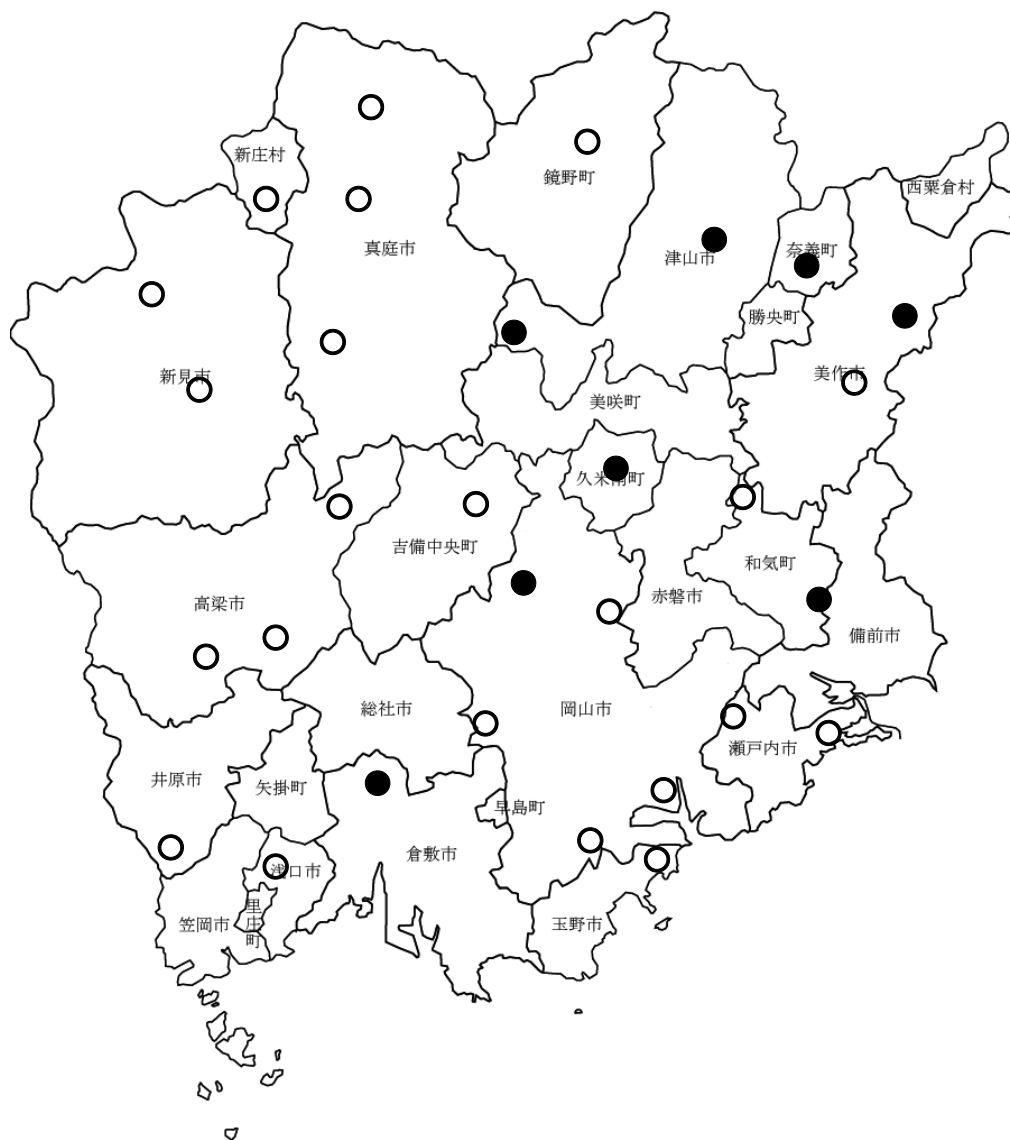 新庄村
鏡野町
西粟倉村
真庭市
津山市
奈義町
勝央町
新見市
美作市
美咲町
久米南町
吉備中央町
和気町
高梁市
赤磐市
備前市
総社市
岡山市
瀬戸内市
井原市
矢掛町
早島町
倉敷市
浅口市
笠岡市
里庄町
玉野市